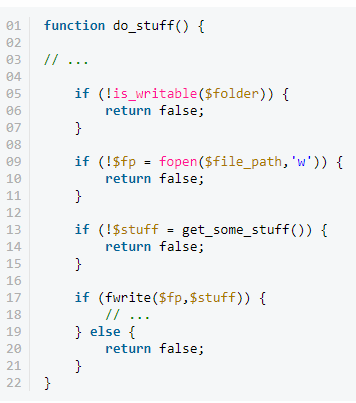 01 function do_stuff() {
02
03 // ...
04
05     if (!is_writable($folder)) {
06         return false;
07     }
08
09     if (!$fp = fopen($file_path,'w')) {
10         return false;
11     }
12
13     if (!$stuff = get_some_stuff()) {
14         return false;
15     }
16
17     if (fwrite($fp,$stuff)) {
18         // ...
19     } else {
20         return false;
21     }
22 }